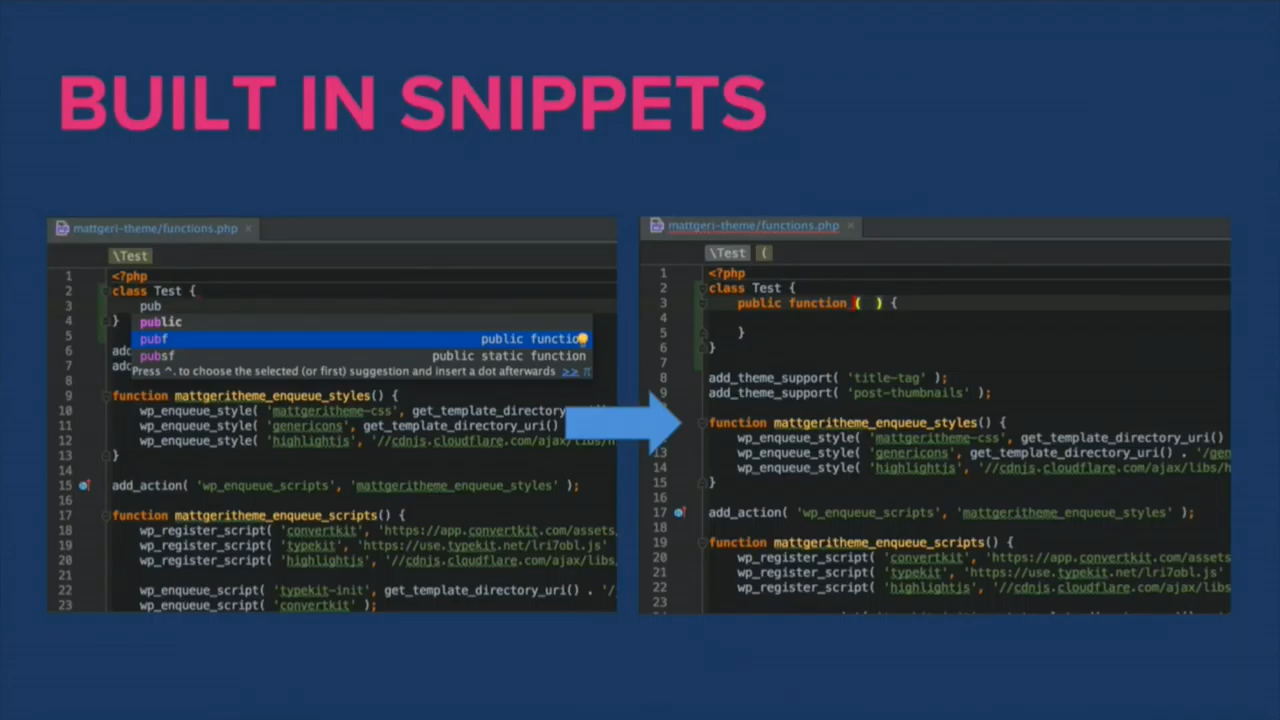 BUILT IN SNIPPETS
mattgeri-theme/functions.php ×
\Test
1 <?php
2 class Test {
3 pub
4 }
5
6 add
7 add
8
9 function mattgeritheme_enqueue_styles() {
10 wp_enqueue_style( 'mattgeritheme-css', get_template_directory
11 wp_enqueue_style( 'genericons', get_template_directory_uri()
12 wp_enqueue_style( 'highlightjs', '//cdnjs.cloudflare.com/ajax/libs/h
13 }
14
15 add_action( 'wp_enqueue_scripts', 'mattgeritheme_enqueue_styles' );
16
17 function mattgeritheme_enqueue_scripts() {
18 wp_register_script( 'convertkit', 'https://app.convertkit.com/assets
19 wp_register_script( 'typekit', 'https://use.typekit.net/lri7obl.js'
20 wp_register_script( 'highlightjs', '//cdnjs.cloudflare.com/ajax/libs
21
22 wp_enqueue_script( 'typekit-init', get_template_directory_uri() . '/
23 wp_enqueue_script( 'convertkit' );
public
pubf public function
pubsf public static function
Press ^. to choose the selected (or first) suggestion and insert a dot afterwards >> π
mattgeri-theme/functions.php ×
\Test (
1 <?php
2 class Test {
3 public function ( ) {
4
5 }
6 }
7
8 add_theme_support( 'title-tag' );
9 add_theme_support( 'post-thumbnails' );
function mattgeritheme_enqueue_styles() {
wp_enqueue_style( 'mattgeritheme-css', get_template_directory_uri()
13 wp_enqueue_style( 'genericons', get_template_directory_uri() . '/gen
14 wp_enqueue_style( 'highlightjs', '//cdnjs.cloudflare.com/ajax/libs/h
15 }
16
17 add_action( 'wp_enqueue_scripts', 'mattgeritheme_enqueue_styles' );
18
19 function mattgeritheme_enqueue_scripts() {
20 wp_register_script( 'convertkit', 'https://app.convertkit.com/assets
21 wp_register_script( 'typekit', 'https://use.typekit.net/lri7obl.js'
22 wp_register_script( 'highlightjs', '//cdnjs.cloudflare.com/ajax/libs
23